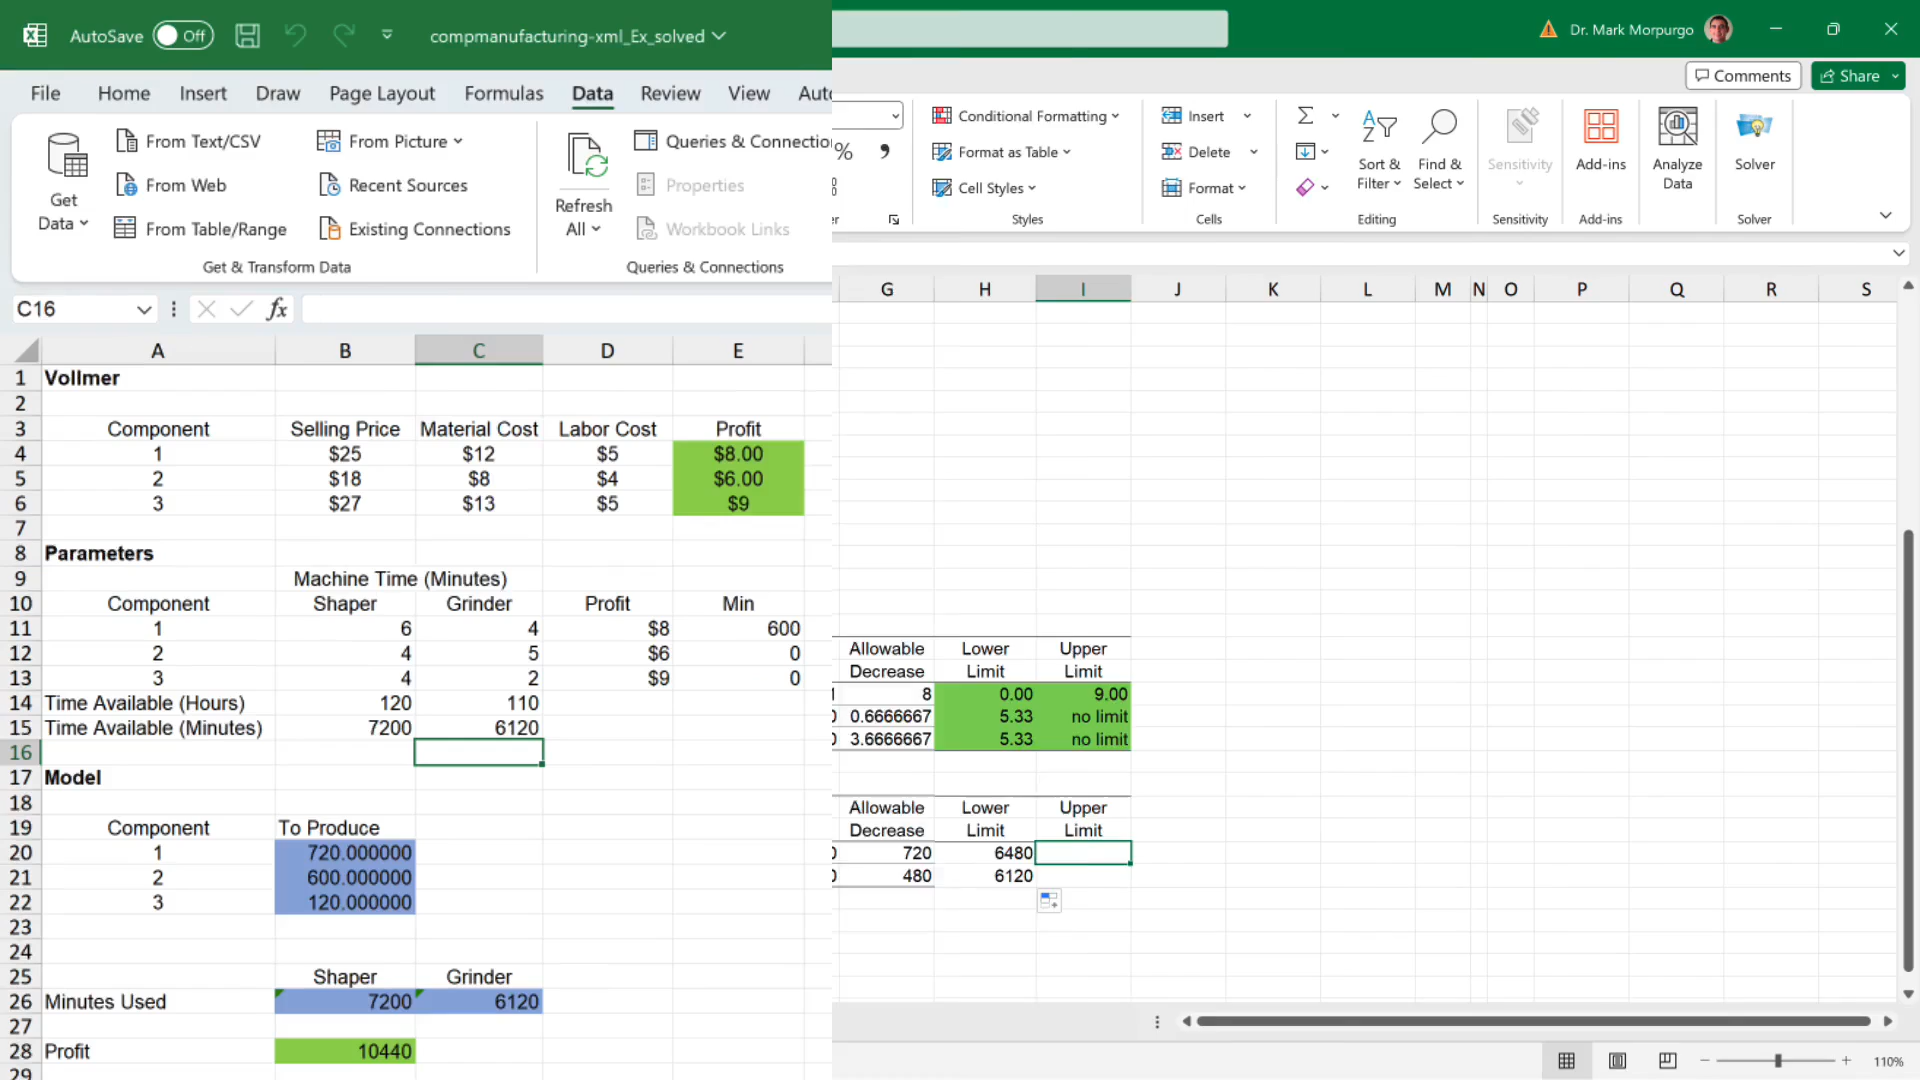 AutoSave Off compmanufacturing-xml_Ex_solved
Dr. Mark Morpurgo
File Home Insert Draw Page Layout Formulas Data Review View
Comments Share
From Text/CSV From Picture Queries & Connectio
From Web Recent Sources Properties
From Table/Range Existing Connections Workbook Links
Get Data
Refresh All
Get & Transform Data Queries & Connections
% , Conditional Formatting Insert Σ
Format as Table Delete
Cell Styles Format
Sort & Filter Find & Select Sensitivity Add-ins Analyze Data Solver
Styles Cells Editing Sensitivity Add-ins Solver
C16 fx
A B C D E
G H I J K L M N O P Q R S
1 Vollmer
2
3 Component Selling Price Material Cost Labor Cost Profit
4 1 $25 $12 $5 $8.00
5 2 $18 $8 $4 $6.00
6 3 $27 $13 $5 $9
7
8 Parameters
9 Machine Time (Minutes)
10 Component Shaper Grinder Profit Min
11 1 6 4 $8 600
12 2 4 5 $6 0
13 3 4 2 $9 0
14 Time Available (Hours) 120 110
15 Time Available (Minutes) 7200 6120
16
17 Model
18
19 Component To Produce
20 1 720.000000
21 2 600.000000
22 3 120.000000
23
24
25 Shaper Grinder
26 Minutes Used 7200 6120
27
28 Profit 10440
29
Allowable Lower Upper
Decrease Limit Limit
8 0.00 9.00
0.6666667 5.33 no limit
3.6666667 5.33 no limit
Allowable Lower Upper
Decrease Limit Limit
720 6480
480 6120
110%